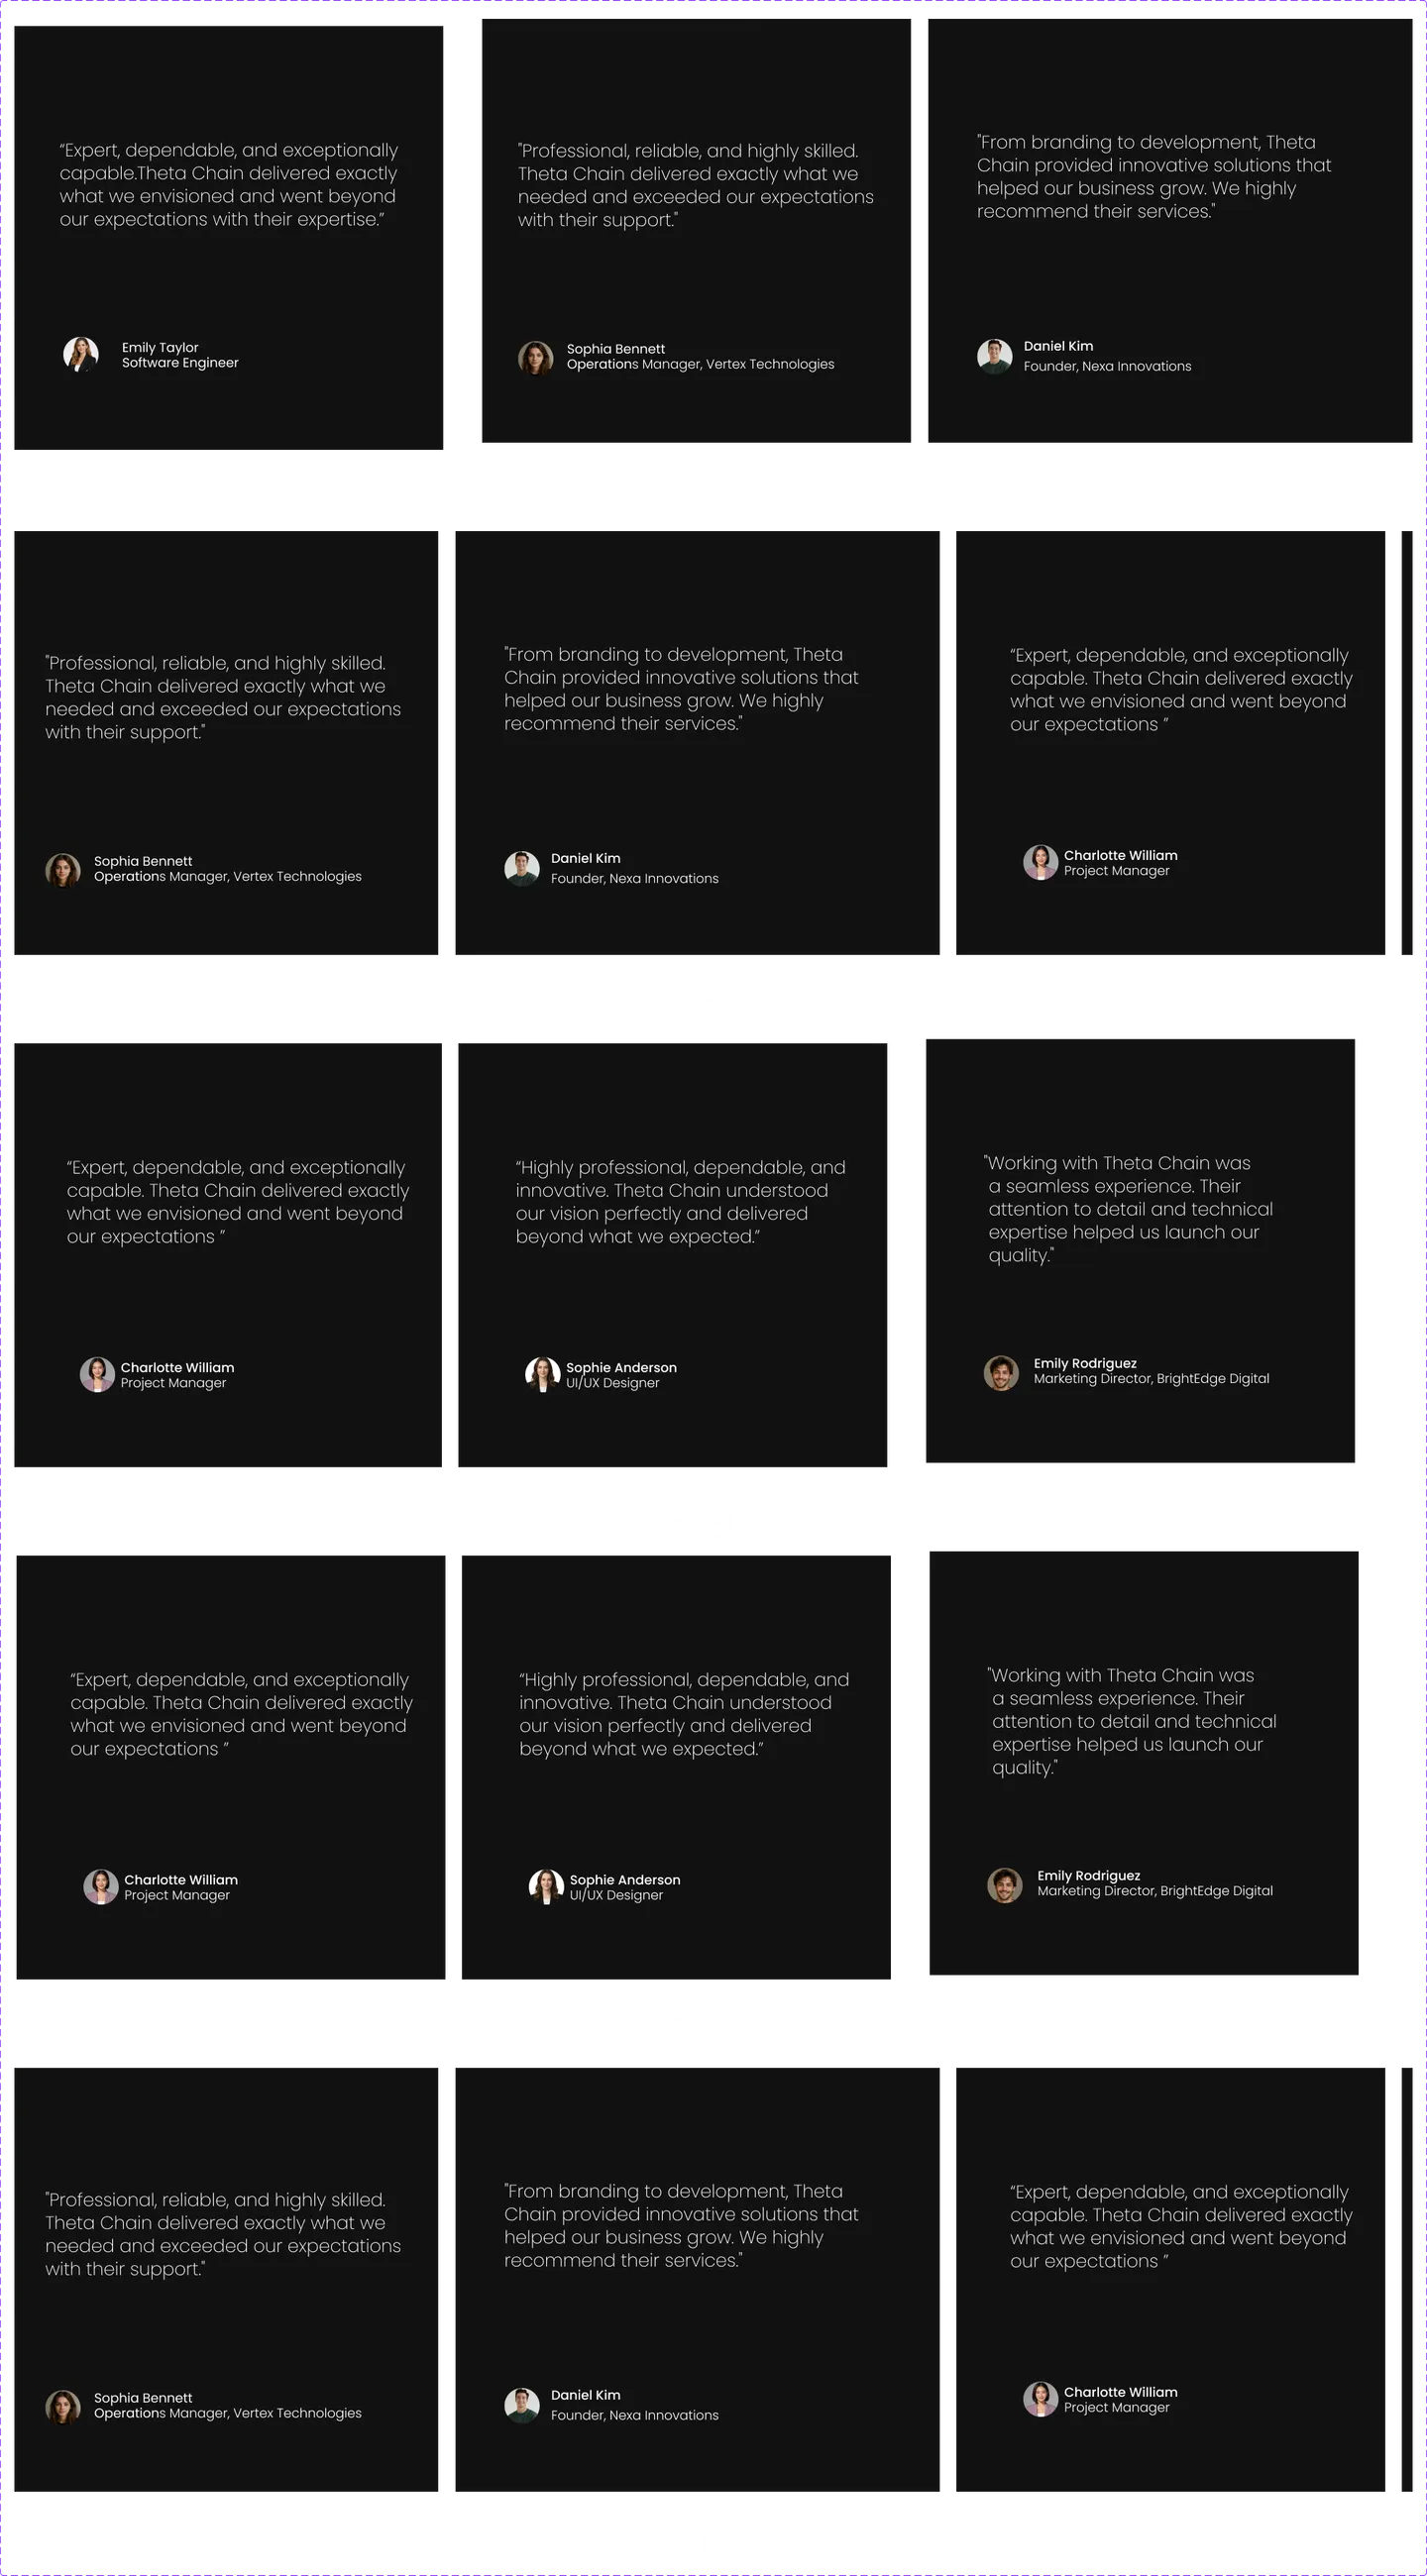 “Expert, dependable, and exceptionally
capable.Theta Chain delivered exactly
what we envisioned and went beyond
our expectations with their expertise.”
Emily Taylor
Software Engineer
"Professional, reliable, and highly skilled.
Theta Chain delivered exactly what we
needed and exceeded our expectations
with their support."
Sophia Bennett
Operations Manager, Vertex Technologies
"From branding to development, Theta
Chain provided innovative solutions that
helped our business grow. We highly
recommend their services."
Daniel Kim
Founder, Nexa Innovations
"Professional, reliable, and highly skilled.
Theta Chain delivered exactly what we
needed and exceeded our expectations
with their support."
Sophia Bennett
Operations Manager, Vertex Technologies
"From branding to development, Theta
Chain provided innovative solutions that
helped our business grow. We highly
recommend their services."
Daniel Kim
Founder, Nexa Innovations
“Expert, dependable, and exceptionally
capable. Theta Chain delivered exactly
what we envisioned and went beyond
our expectations ”
Charlotte William
Project Manager
“Expert, dependable, and exceptionally
capable. Theta Chain delivered exactly
what we envisioned and went beyond
our expectations ”
Charlotte William
Project Manager
“Highly professional, dependable, and
innovative. Theta Chain understood
our vision perfectly and delivered
beyond what we expected.”
Sophie Anderson
UI/UX Designer
"Working with Theta Chain was
a seamless experience. Their
attention to detail and technical
expertise helped us launch our
quality."
Emily Rodriguez
Marketing Director, BrightEdge Digital
“Expert, dependable, and exceptionally
capable. Theta Chain delivered exactly
what we envisioned and went beyond
our expectations ”
Charlotte William
Project Manager
“Highly professional, dependable, and
innovative. Theta Chain understood
our vision perfectly and delivered
beyond what we expected.”
Sophie Anderson
UI/UX Designer
"Working with Theta Chain was
a seamless experience. Their
attention to detail and technical
expertise helped us launch our
quality."
Emily Rodriguez
Marketing Director, BrightEdge Digital
"Professional, reliable, and highly skilled.
Theta Chain delivered exactly what we
needed and exceeded our expectations
with their support."
Sophia Bennett
Operations Manager, Vertex Technologies
"From branding to development, Theta
Chain provided innovative solutions that
helped our business grow. We highly
recommend their services."
Daniel Kim
Founder, Nexa Innovations
“Expert, dependable, and exceptionally
capable. Theta Chain delivered exactly
what we envisioned and went beyond
our expectations ”
Charlotte William
Project Manager